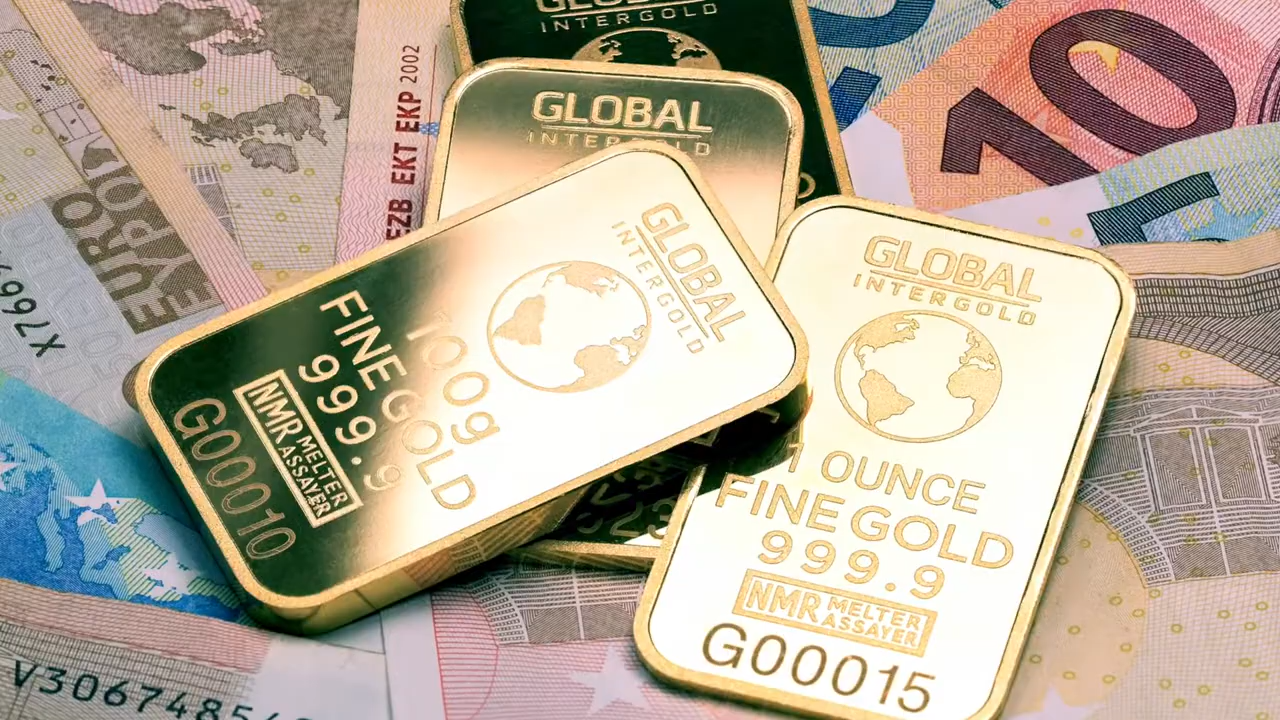 GLOBAL
INTERGOLD
GLOBAL
INTERGOLD
GLOBAL
INTERGOLD
100g
FINE GOLD
999.9
NMR MELTER
ASSAYER
G00010
GLOBAL
INTERGOLD
1 OUNCE
FINE GOLD
999.9
NMR MELTER
ASSAYER
G00015
EZB EKT EKP 2002
EURO
10